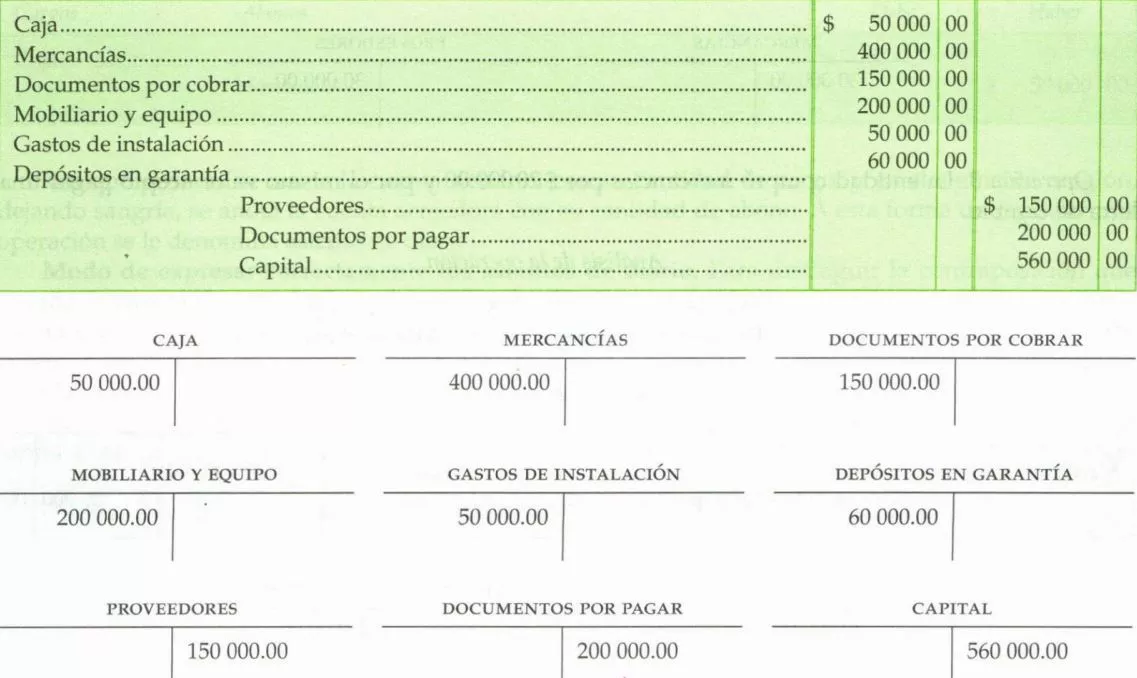 Caja $ 50 000 00
Mercancías 400 000 00
Documentos por cobrar 150 000 00
Mobiliario y equipo 200 000 00
Gastos de instalación 50 000 00
Depósitos en garantía 60 000 00
Proveedores $ 150 000 00
Documentos por pagar 200 000 00
Capital 560 000 00
CAJA MERCANCÍAS DOCUMENTOS POR COBRAR
50 000.00 400 000.00 150 000.00
MOBILIARIO Y EQUIPO GASTOS DE INSTALACIÓN DEPÓSITOS EN GARANTÍA
200 000.00 50 000.00 60 000.00
PROVEEDORES DOCUMENTOS POR PAGAR CAPITAL
150 000.00 200 000.00 560 000.00